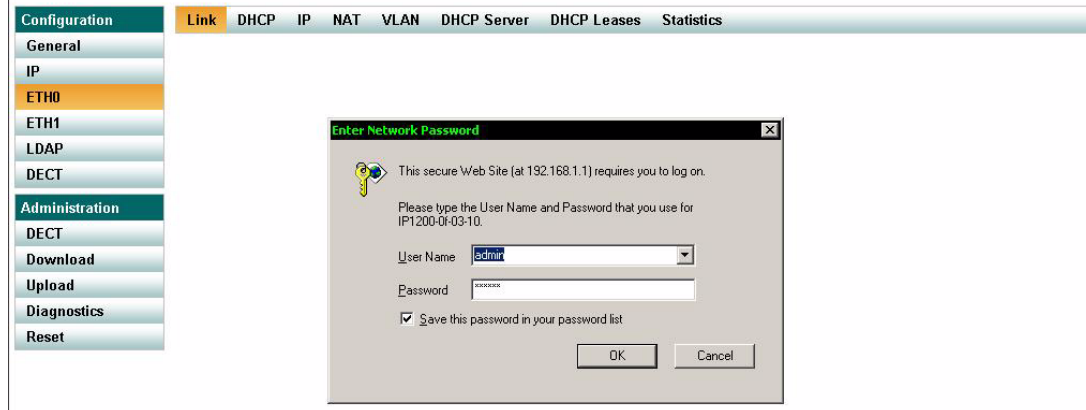 Configuration
General
IP
ETH0
ETH1
LDAP
DECT
Administration
DECT
Download
Upload
Diagnostics
Reset
Link DHCP IP NAT VLAN DHCP Server DHCP Leases Statistics
Enter Network Password
This secure Web Site (at 192.168.1.1) requires you to log on.
Please type the User Name and Password that you use for
IP1200-0f-03-10.
User Name admin
Password xxxxxx
Save this password in your password list
OK Cancel